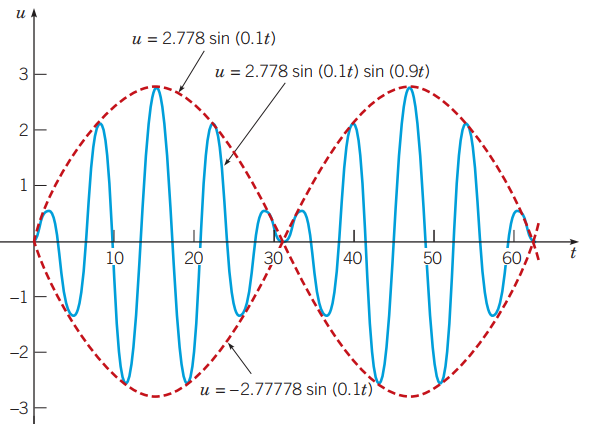 u
u = 2.778 sin (0.1t)
u = 2.778 sin (0.1t) sin (0.9t)
3
2
1
10
20
30
40
50
60
t
–1
–2
u = –2.77778 sin (0.1t)
–3